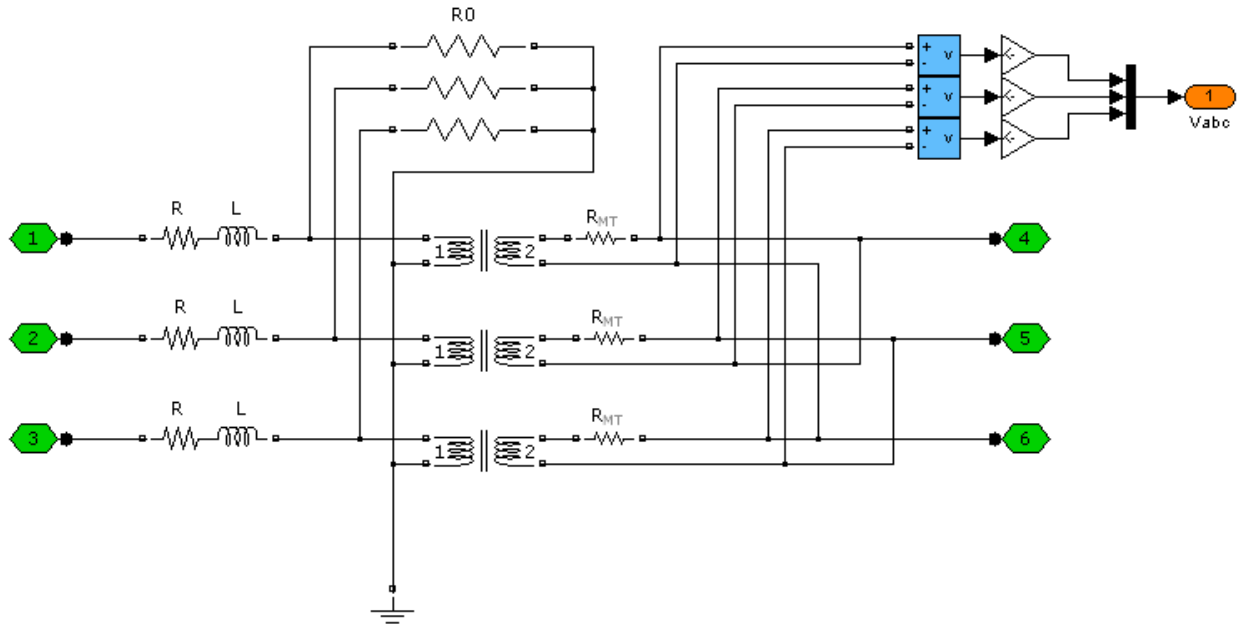 R0
+ v
-
+ v
-
+ v
-
1
Vabc
1 R L 1 2 RMT 4
2 R L 1 2 RMT 5
3 R L 1 2 RMT 6